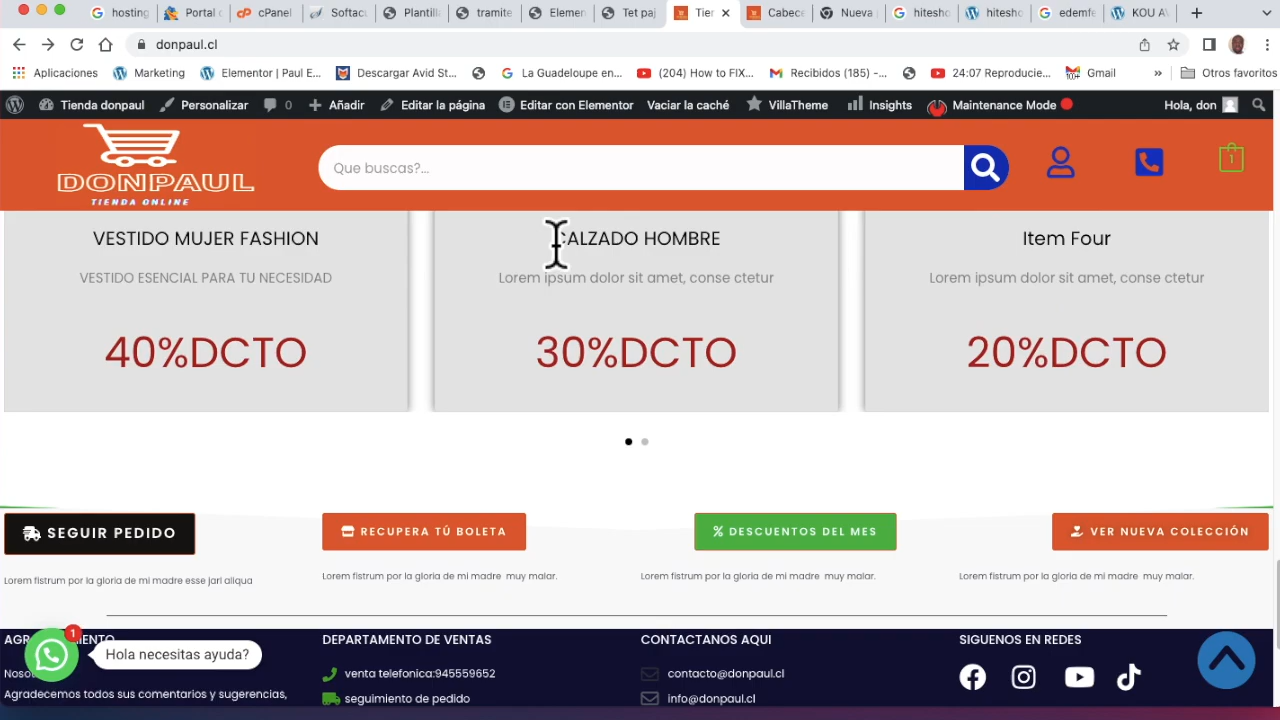 hosting
Portal
cPanel
Softac
Plantill
tramite
Elemen
Tet paj
Tier
Cabece
Nueva
hitesho
hitesho
edemfe
KOU AV
donpaul.cl
Aplicaciones
Marketing
Elementor | Paul E...
Descargar Avid St...
La Guadeloupe en...
(204) How to FIX...
Recibidos (185) -...
24:07 Reproducie...
Gmail
»
Otros favoritos
Tienda donpaul
Personalizar
0
Añadir
Editar la página
Editar con Elementor
Vaciar la caché
VillaTheme
Insights
Maintenance Mode
Hola, don
DONPAUL
TIENDA ONLINE
Que buscas?...
1
VESTIDO MUJER FASHION
VESTIDO ESENCIAL PARA TU NECESIDAD
40%DCTO
CALZADO HOMBRE
Lorem ipsum dolor sit amet, conse ctetur
30%DCTO
Item Four
Lorem ipsum dolor sit amet, conse ctetur
20%DCTO
SEGUIR PEDIDO
RECUPERA TÚ BOLETA
DESCUENTOS DEL MES
VER NUEVA COLECCIÓN
Lorem fistrum por la gloria de mi madre esse jarl aliqua
Lorem fistrum por la gloria de mi madre muy malar.
Lorem fistrum por la gloria de mi madre muy malar.
Lorem fistrum por la gloria de mi madre muy malar.
1
Hola necesitas ayuda?
Agradecemos todos sus comentarios y sugerencias,
DEPARTAMENTO DE VENTAS
venta telefonica:945559652
seguimiento de pedido
CONTACTANOS AQUI
contacto@donpaul.cl
info@donpaul.cl
SIGUENOS EN REDES